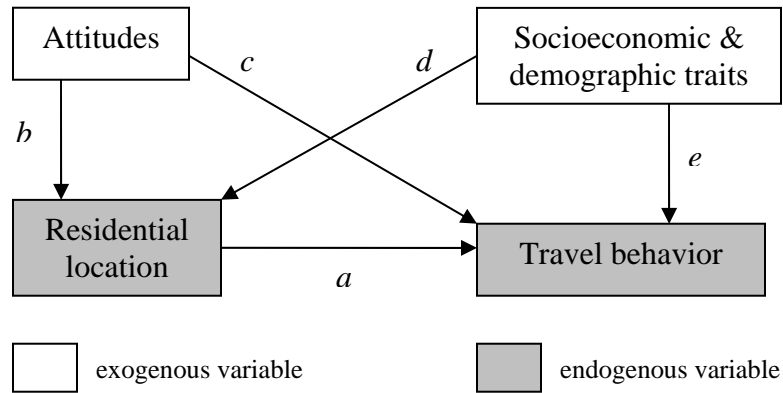 Attitudes
c
d
Socioeconomic &
demographic traits
b
e
Residential
location
a
Travel behavior
exogenous variable
endogenous variable